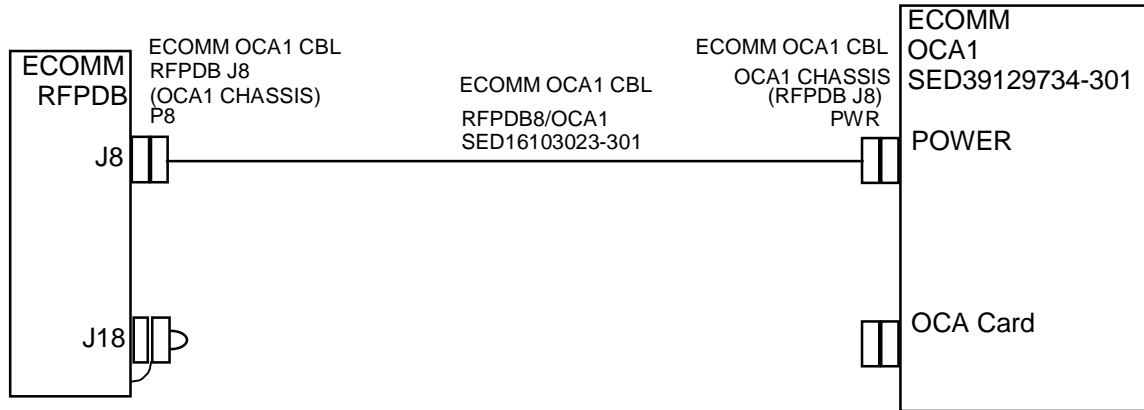 ECOMM
RFPDB
J8
J18
ECOMM OCA1 CBL
RFPDB J8
(OCA1 CHASSIS)
P8
ECOMM OCA1 CBL
RFPDB8/OCA1
SED16103023-301
ECOMM OCA1 CBL
OCA1 CHASSIS
(RFPDB J8)
PWR
ECOMM
OCA1
SED39129734-301
POWER
OCA Card